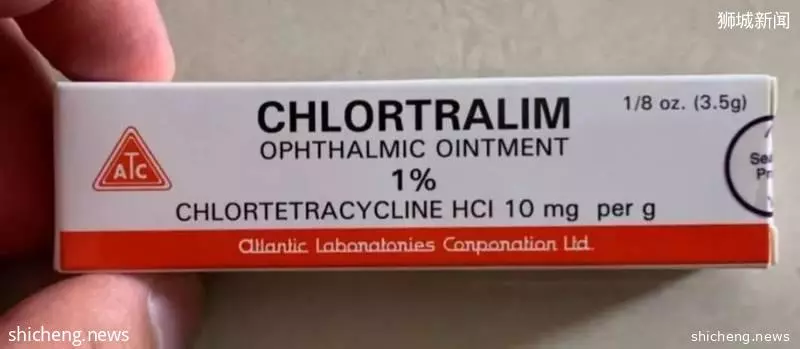 狮城新闻
CHLORTRALIM
1/8 oz. (3.5g)
OPHTHALMIC OINTMENT
1%
ATC
CHLORTETRACYCLINE HCl 10 mg per g
Atlantic Laboratories Corporation Ltd.
shicheng.news
shicheng.news